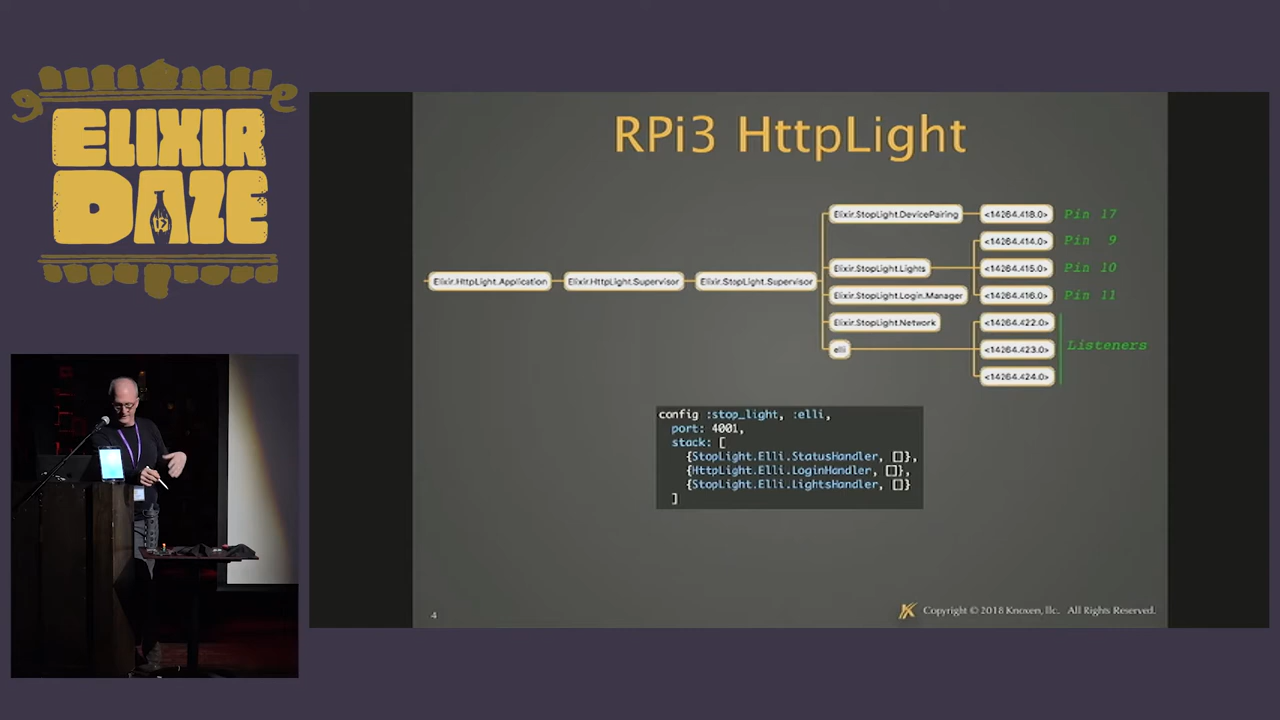 ELIXIR
DAZE
RPi3 HttpLight
Elixir.HttpLight.Application
Elixir.HttpLight.Supervisor
Elixir.StopLight.Supervisor
Elixir.StopLight.DevicePairing
<14264.418.0>
Pin 17
<14264.414.0>
Pin 9
Elixir.StopLight.Lights
<14264.415.0>
Pin 10
Elixir.StopLight.Login.Manager
<14264.416.0>
Pin 11
Elixir.StopLight.Network
<14264.422.0>
elli
<14264.423.0>
Listeners
<14264.424.0>
config :stop_light, :elli,
port: 4001,
stack: [
{StopLight.Elli.StatusHandler, []},
{HttpLight.Elli.LoginHandler, []},
{StopLight.Elli.LightsHandler, []}
]
4
Copyright © 2018 Knoxen, llc. All Rights Reserved.